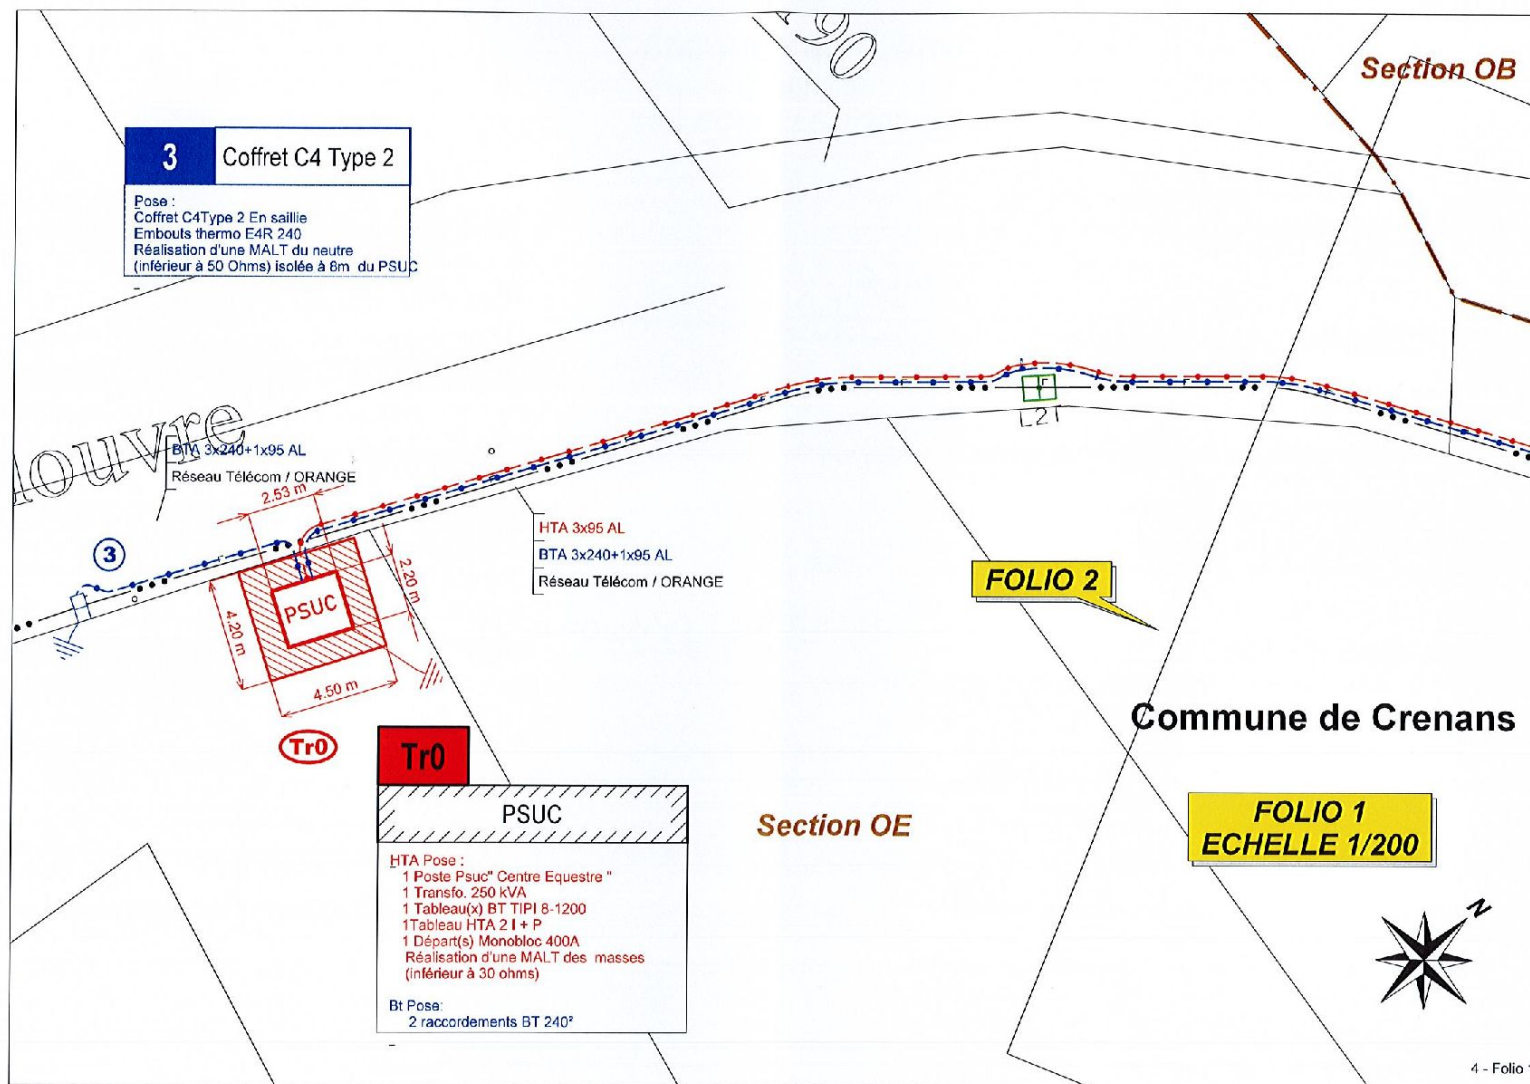 190
Section OB
3 Coffret C4 Type 2
Pose :
Coffret C4Type 2 En saillie
Embouts thermo E4R 240
Réalisation d'une MALT du neutre
(inférieur à 50 Ohms) isolée à 8m du PSUC
louvre
BTA 3x240+1x95 AL
Réseau Télécom / ORANGE
2.53 m
L2T
HTA 3x95 AL
BTA 3x240+1x95 AL
Réseau Télécom / ORANGE
3
2.20 m
PSUC
4.20 m
4.50 m
FOLIO 2
Commune de Crenans
Tr0
Tr0
PSUC
Section OE
FOLIO 1
ECHELLE 1/200
HTA Pose :
1 Poste Psuc" Centre Equestre "
1 Transfo. 250 kVA
1 Tableau(x) BT TIPI 8-1200
1Tableau HTA 2 I + P
1 Départ(s) Monobloc 400A
Réalisation d'une MALT des masses
(inférieur à 30 ohms)
Bt Pose:
2 raccordements BT 240²
N
4 - Folio